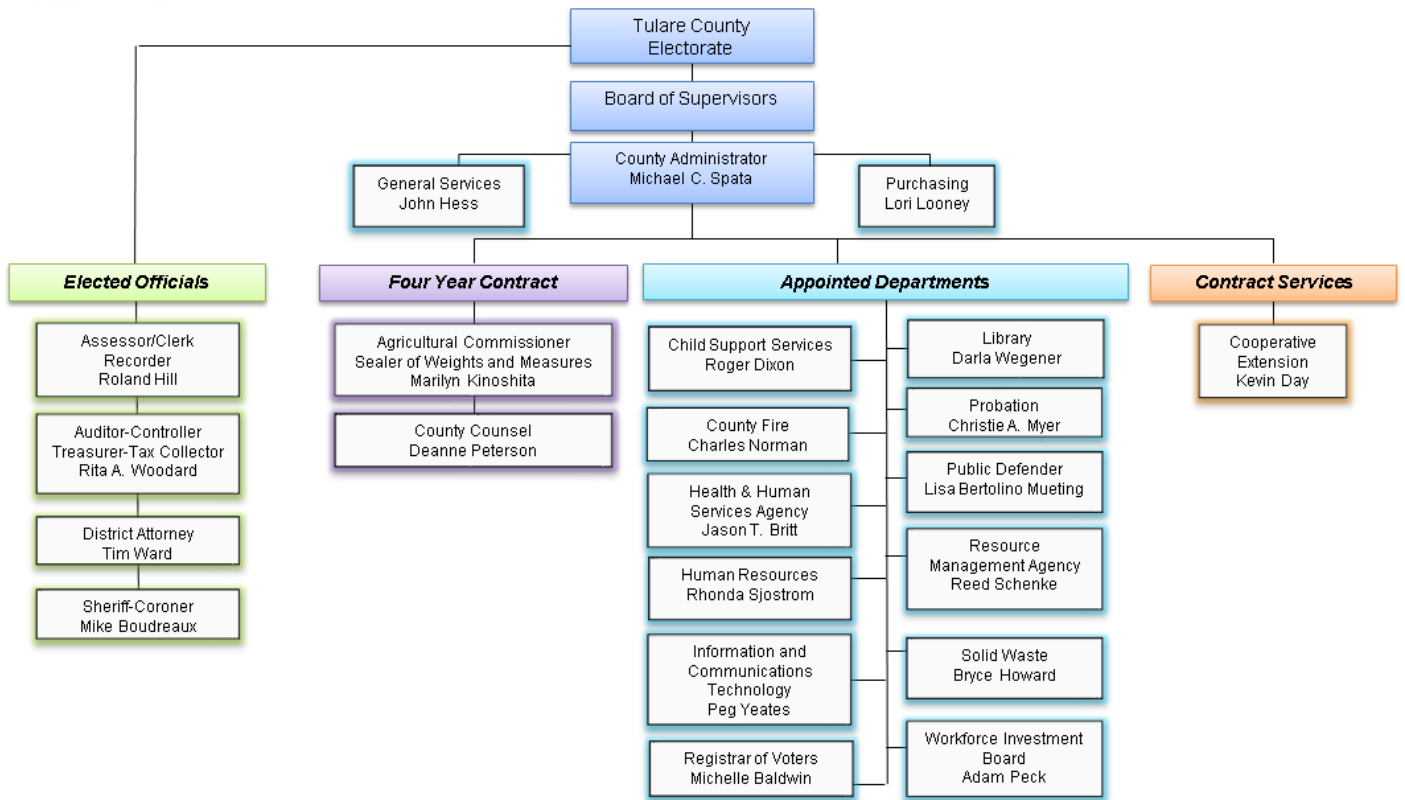 Tulare County
Electorate
Board of Supervisors
County Administrator
Michael C. Spata
General Services
John Hess
Purchasing
Lori Looney
Elected Officials
Assessor/Clerk
Recorder
Roland Hill
Auditor-Controller
Treasurer-Tax Collector
Rita A. Woodard
District Attorney
Tim Ward
Sheriff-Coroner
Mike Boudreaux
Four Year Contract
Agricultural Commissioner
Sealer of Weights and Measures
Marilyn Kinoshita
County Counsel
Deanne Peterson
Appointed Departments
Child Support Services
Roger Dixon
County Fire
Charles Norman
Health & Human
Services Agency
Jason T. Britt
Human Resources
Rhonda Sjostrom
Information and
Communications
Technology
Peg Yeates
Registrar of Voters
Michelle Baldwin
Library
Darla Wegener
Probation
Christie A. Myer
Public Defender
Lisa Bertolino Mueting
Resource
Management Agency
Reed Schenke
Solid Waste
Bryce Howard
Workforce Investment
Board
Adam Peck
Contract Services
Cooperative
Extension
Kevin Day